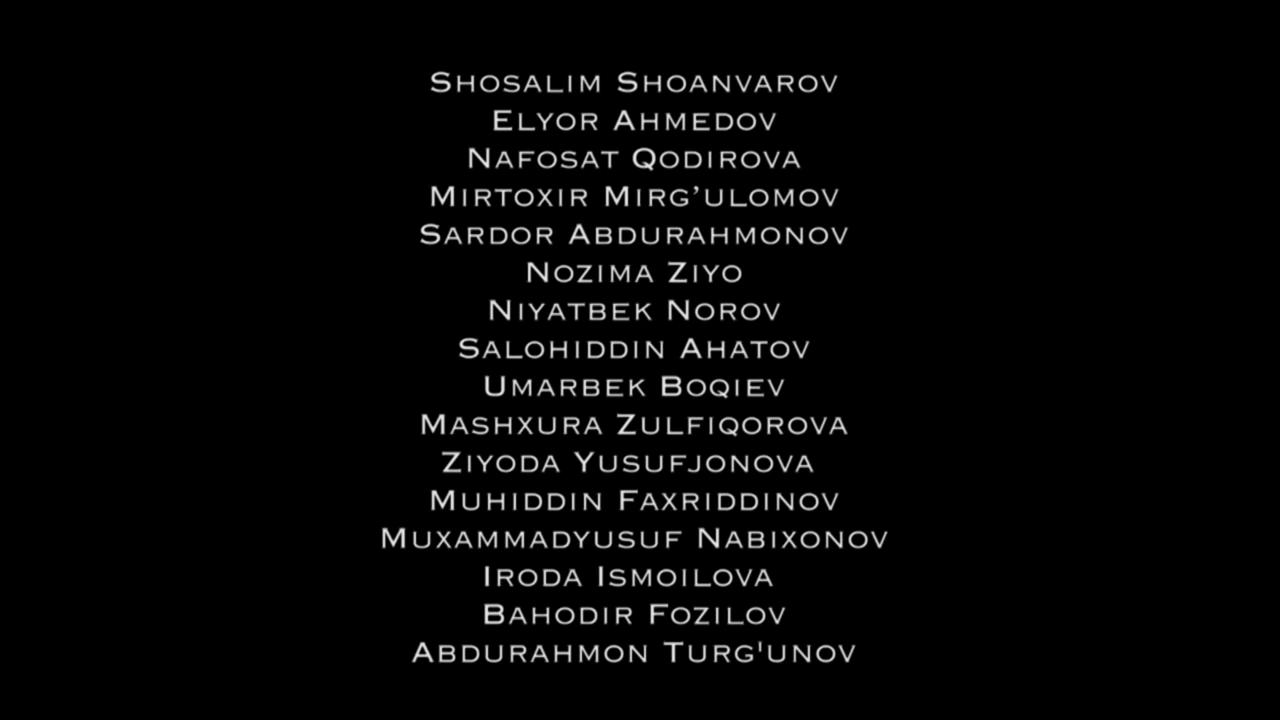 Shosalim Shoanvarov
Elyor Ahmedov
Nafosat Qodirova
Mirtoxir Mirg’ulomov
Sardor Abdurahmonov
Nozima Ziyo
Niyatbek Norov
Salohiddin Ahatov
Umarbek Boqiev
Mashxura Zulfiqorova
Ziyoda Yusufjonova
Muhiddin Faxriddinov
Muxammadyusuf Nabixonov
Iroda Ismoilova
Bahodir Fozilov
Abdurahmon Turg'unov